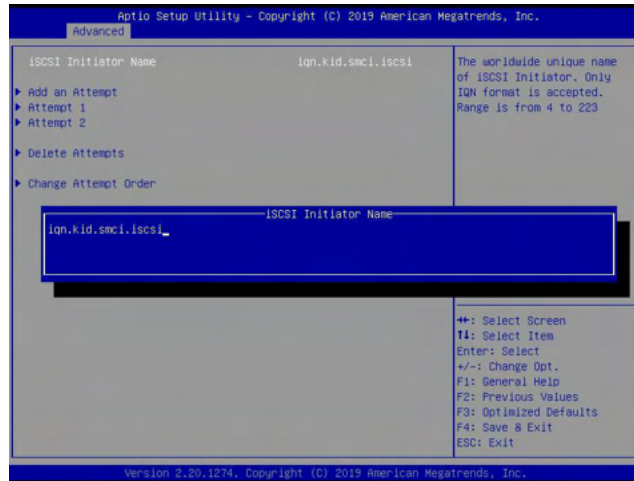 Aptio Setup Utility – Copyright (C) 2019 American Megatrends, Inc.
Advanced
iSCSI Initiator Name iqn.kid.smci.iscsi
Add an Attempt
Attempt 1
Attempt 2
Delete Attempts
Change Attempt Order
The worldwide unique name
of iSCSI Initiator. Only
IQN format is accepted.
Range is from 4 to 223
iSCSI Initiator Name
iqn.kid.smci.iscsi_
→←: Select Screen
↑↓: Select Item
Enter: Select
+/-: Change Opt.
F1: General Help
F2: Previous Values
F3: Optimized Defaults
F4: Save & Exit
ESC: Exit
Version 2.20.1274. Copyright (C) 2019 American Megatrends, Inc.